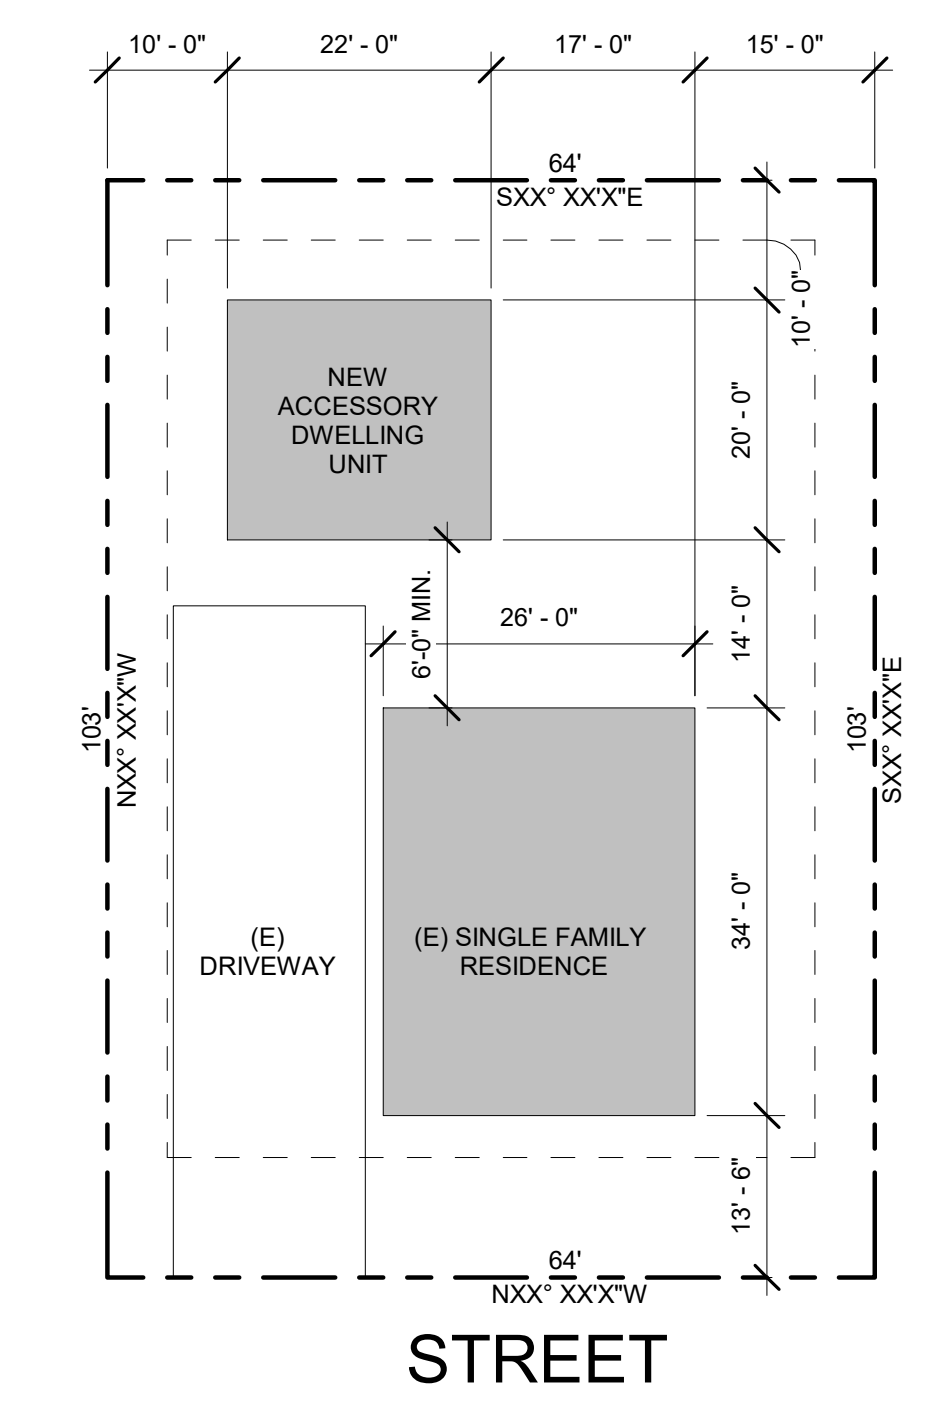 10' - 0"
22' - 0"
17' - 0"
15' - 0"
64'
SXX° XX'X"E
10' - 0"
NEW
ACCESSORY
DWELLING
UNIT
20' - 0"
6'-0" MIN.
26' - 0"
14' - 0"
103'
NXX° XX'X"W
103'
SXX° XX'X"E
(E)
DRIVEWAY
(E) SINGLE FAMILY
RESIDENCE
34' - 0"
13' - 6"
64'
NXX° XX'X"W
STREET